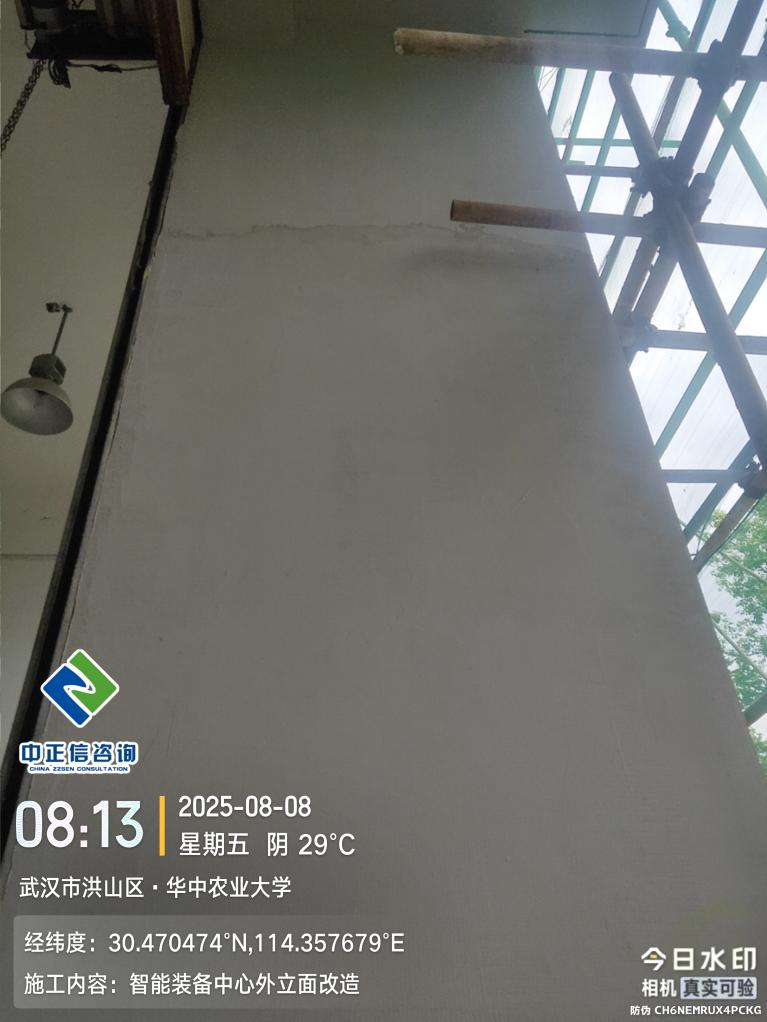 中正信咨询
CHINA ZZSEN CONSULTATION
08:13
2025-08-08
星期五 阴 29°C
武汉市洪山区·华中农业大学
经纬度：30.470474°N,114.357679°E
施工内容：智能装备中心外立面改造
今日水印
相机 真实可验
防伪 CH6NEMRUX4PCKG